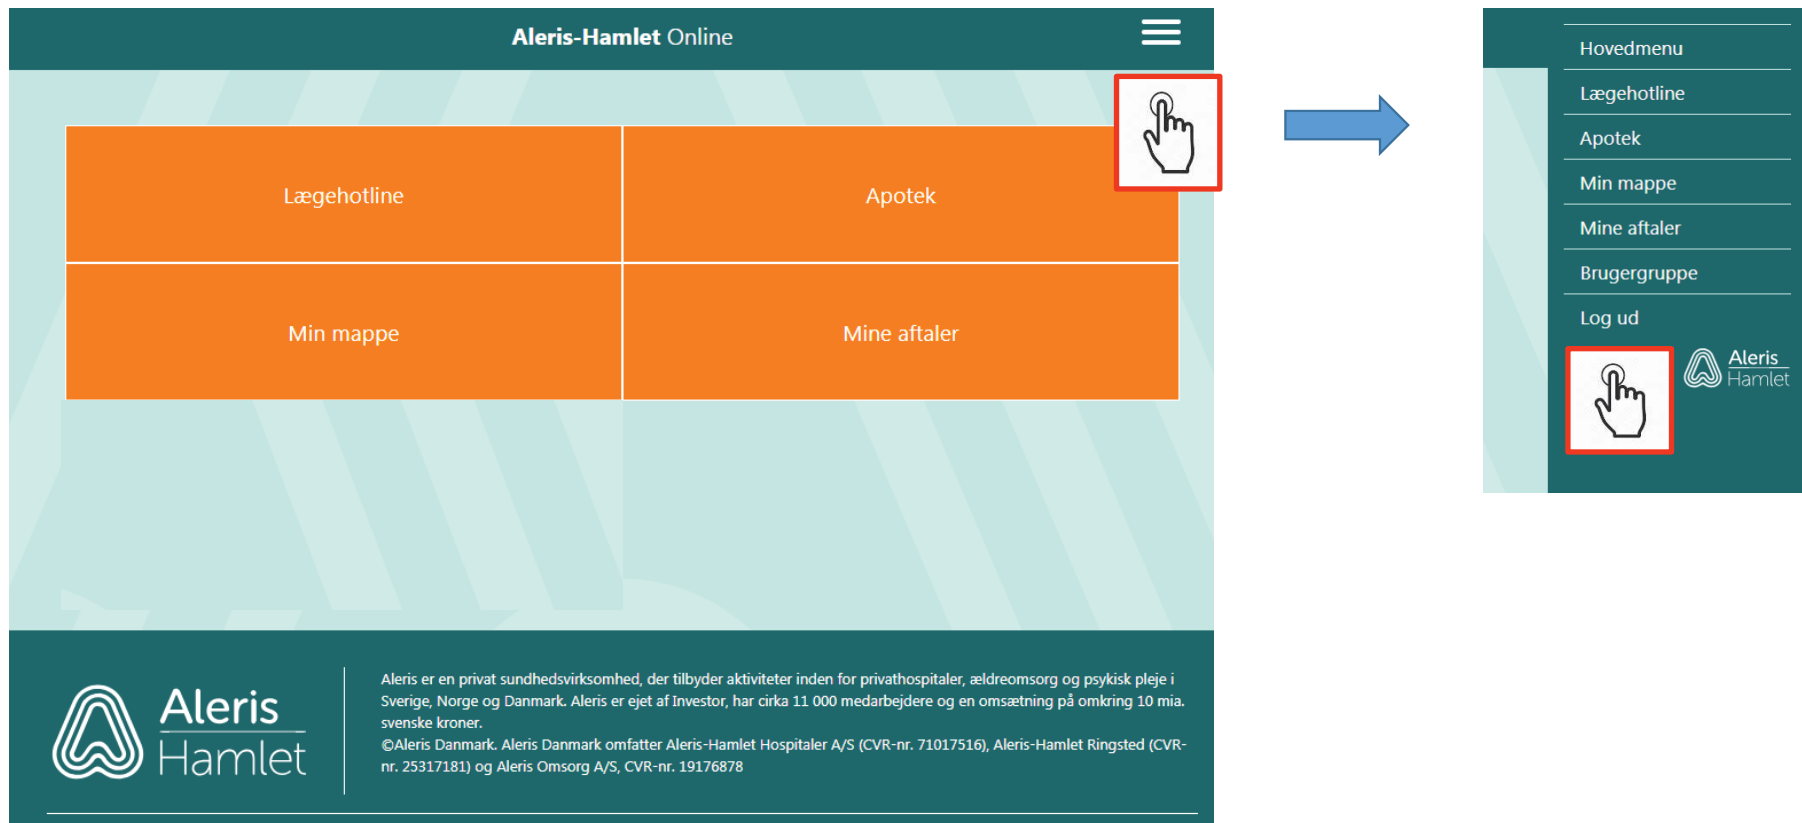 Aleris-Hamlet Online
Lægehotline
Apotek
Min mappe
Mine aftaler
Aleris
Hamlet
Aleris er en privat sundhedsvirksomhed, der tilbyder aktiviteter inden for privathospitaler, ældreomsorg og psykisk pleje i
Sverige, Norge og Danmark. Aleris er ejet af Investor, har cirka 11 000 medarbejdere og en omsætning på omkring 10 mia.
svenske kroner.
©Aleris Danmark. Aleris Danmark omfatter Aleris-Hamlet Hospitaler A/S (CVR-nr. 71017516), Aleris-Hamlet Ringsted (CVR-
nr. 25317181) og Aleris Omsorg A/S, CVR-nr. 19176878
Hovedmenu
Lægehotline
Apotek
Min mappe
Mine aftaler
Brugergruppe
Log ud
Aleris
Hamlet